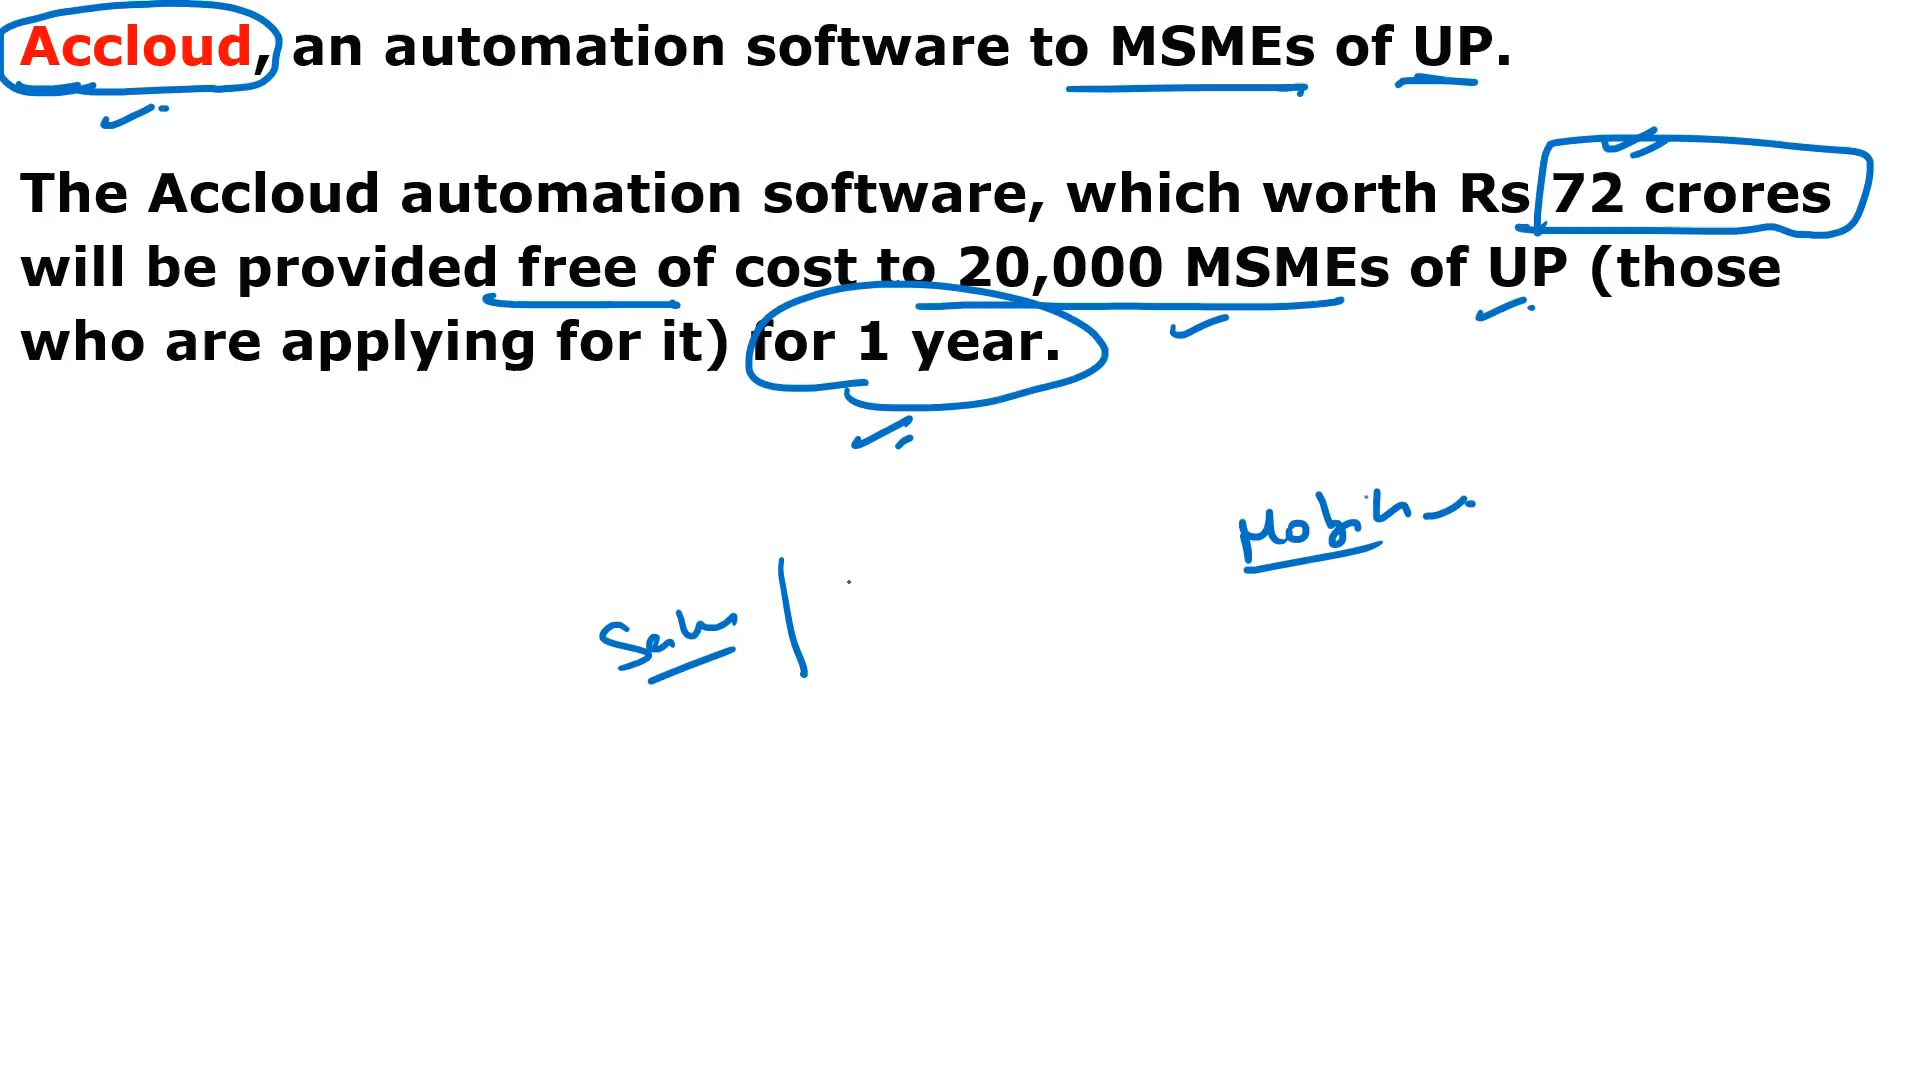 Accloud, an automation software to MSMEs of UP.
The Accloud automation software, which worth Rs 72 crores
will be provided free of cost to 20,000 MSMEs of UP (those
who are applying for it) for 1 year.